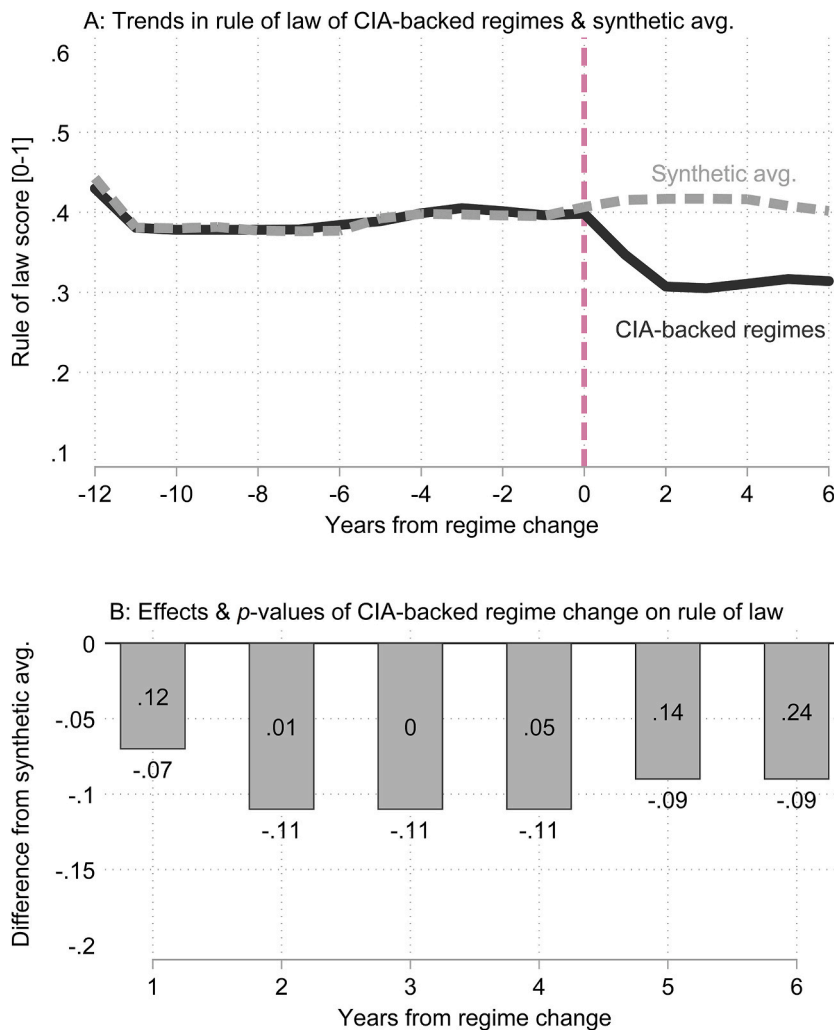 A: Trends in rule of law of CIA-backed regimes & synthetic avg.
.6
.5
.4
.3
.2
.1
Rule of law score [0-1]
Synthetic avg.
CIA-backed regimes
-12 -10 -8 -6 -4 -2 0 2 4 6
Years from regime change
B: Effects & p-values of CIA-backed regime change on rule of law
0
-.05
-.1
-.15
-.2
Difference from synthetic avg.
.12 .01 0 .05 .14 .24
-.07 -.11 -.11 -.11 -.09 -.09
1 2 3 4 5 6
Years from regime change